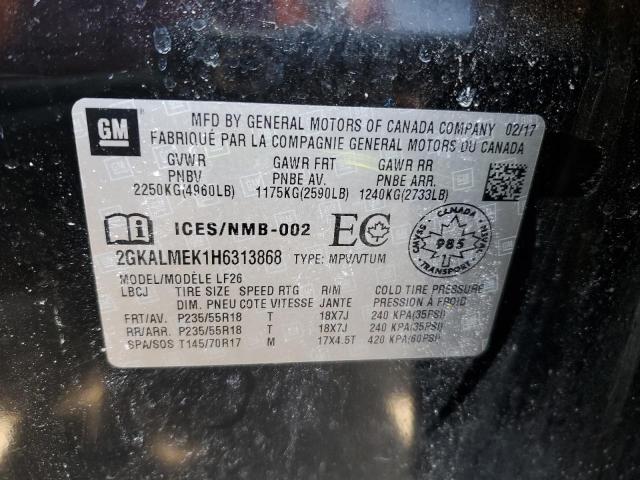 GM
MFD BY GENERAL MOTORS OF CANADA COMPANY 02/17
FABRIQUÉ PAR LA COMPAGNIE GENERAL MOTORS DU CANADA
GVWR GAWR FRT GAWR RR
PNBV PNBE AV. PNBE ARR.
2250KG(4960LB) 1175KG(2590LB) 1240KG(2733LB)
ICES/NMB-002 EC
CANADA
CMVSS 985 NSVAC
TRANSPORT
2GKALMEK1H6313868 TYPE: MPV/VTUM
MODEL/MODÈLE LF26
LBCJ TIRE SIZE SPEED RTG RIM COLD TIRE PRESSURE
DIM. PNEU COTE VITESSE JANTE PRESSION À FROID
FRT/AV. P235/55R18 T 18X7J 240 KPA(35PSI)
RR/ARR. P235/55R18 T 18X7J 240 KPA(35PSI)
SPA/SOS T145/70R17 M 17X4.5T 420 KPA(60PSI)